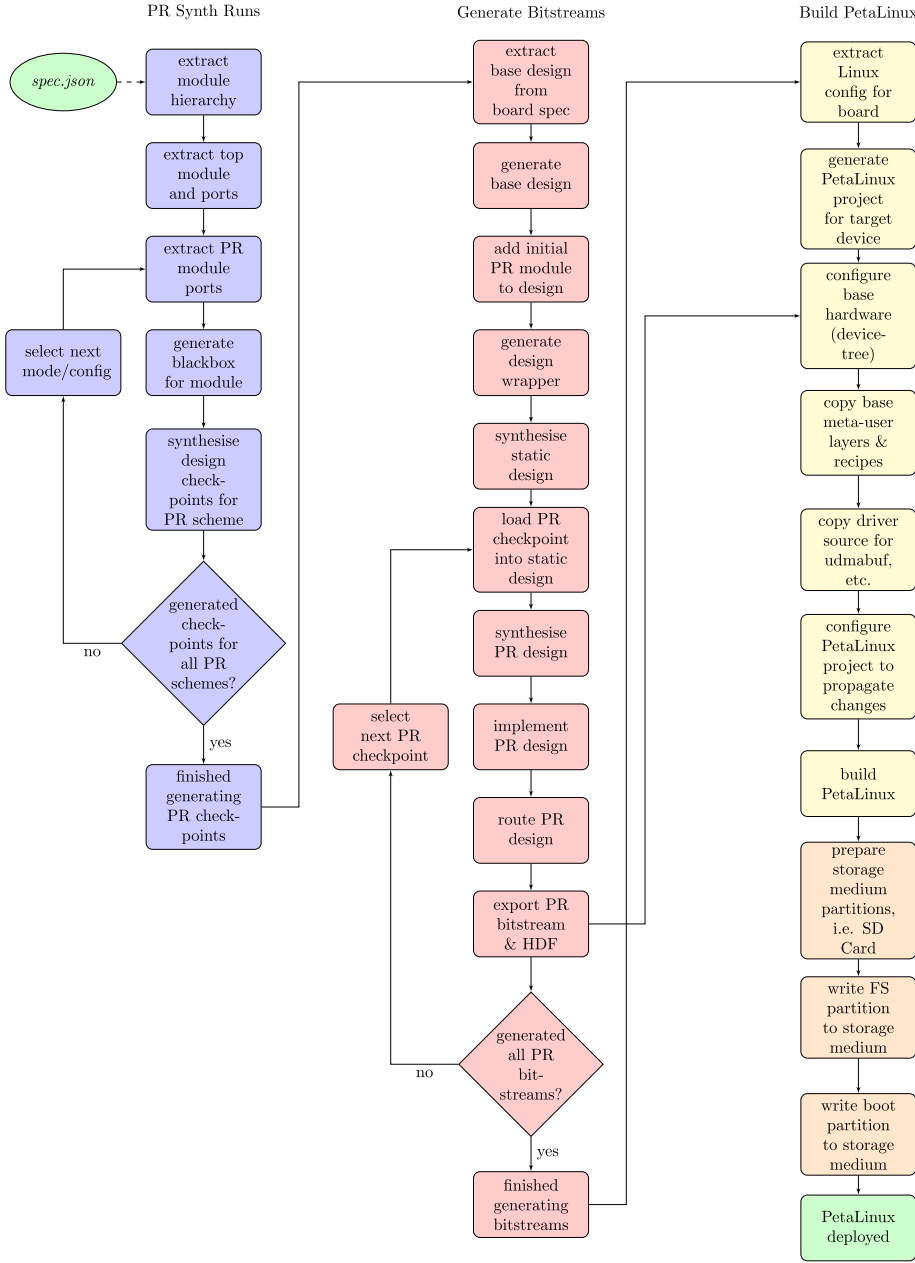 PR Synth Runs
spec.json
extract
module
hierarchy
extract top
module
and ports
extract PR
module
ports
select next
mode/config
generate
blackbox
for module
synthesise
design
check-
points for
PR scheme
generated
check-
points for
all PR
schemes?
no
yes
finished
generating
PR check-
points
Generate Bitstreams
extract
base design
from
board spec
generate
base design
add initial
PR module
to design
generate
design
wrapper
synthesise
static
design
load PR
checkpoint
into static
design
synthesise
PR design
select
next PR
checkpoint
implement
PR design
route PR
design
export PR
bitstream
& HDF
generated
all PR
bit-
streams?
no
yes
finished
generating
bitstreams
Build PetaLinux
extract
Linux
config for
board
generate
PetaLinux
project
for target
device
configure
base
hardware
(device-
tree)
copy base
meta-user
layers &
recipes
copy driver
source for
udmabuf,
etc.
configure
PetaLinux
project to
propagate
changes
build
PetaLinux
prepare
storage
medium
partitions,
i.e. SD
Card
write FS
partition
to storage
medium
write boot
partition
to storage
medium
PetaLinux
deployed